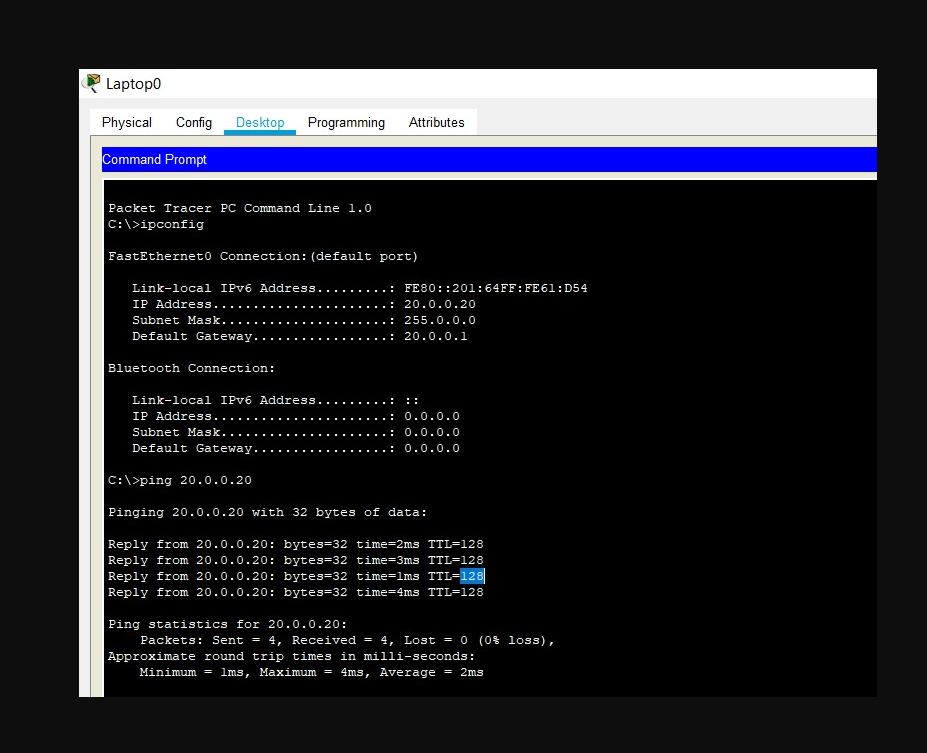 Laptop0
Physical Config Desktop Programming Attributes
Command Prompt
Packet Tracer PC Command Line 1.0
C:\>ipconfig
FastEthernet0 Connection:(default port)
Link-local IPv6 Address.........: FE80::201:64FF:FE61:D54
IP Address......................: 20.0.0.20
Subnet Mask.....................: 255.0.0.0
Default Gateway.................: 20.0.0.1
Bluetooth Connection:
Link-local IPv6 Address.........: ::
IP Address......................: 0.0.0.0
Subnet Mask.....................: 0.0.0.0
Default Gateway.................: 0.0.0.0
C:\>ping 20.0.0.20
Pinging 20.0.0.20 with 32 bytes of data:
Reply from 20.0.0.20: bytes=32 time=2ms TTL=128
Reply from 20.0.0.20: bytes=32 time=3ms TTL=128
Reply from 20.0.0.20: bytes=32 time=1ms TTL=128
Reply from 20.0.0.20: bytes=32 time=4ms TTL=128
Ping statistics for 20.0.0.20:
Packets: Sent = 4, Received = 4, Lost = 0 (0% loss),
Approximate round trip times in milli-seconds:
Minimum = 1ms, Maximum = 4ms, Average = 2ms